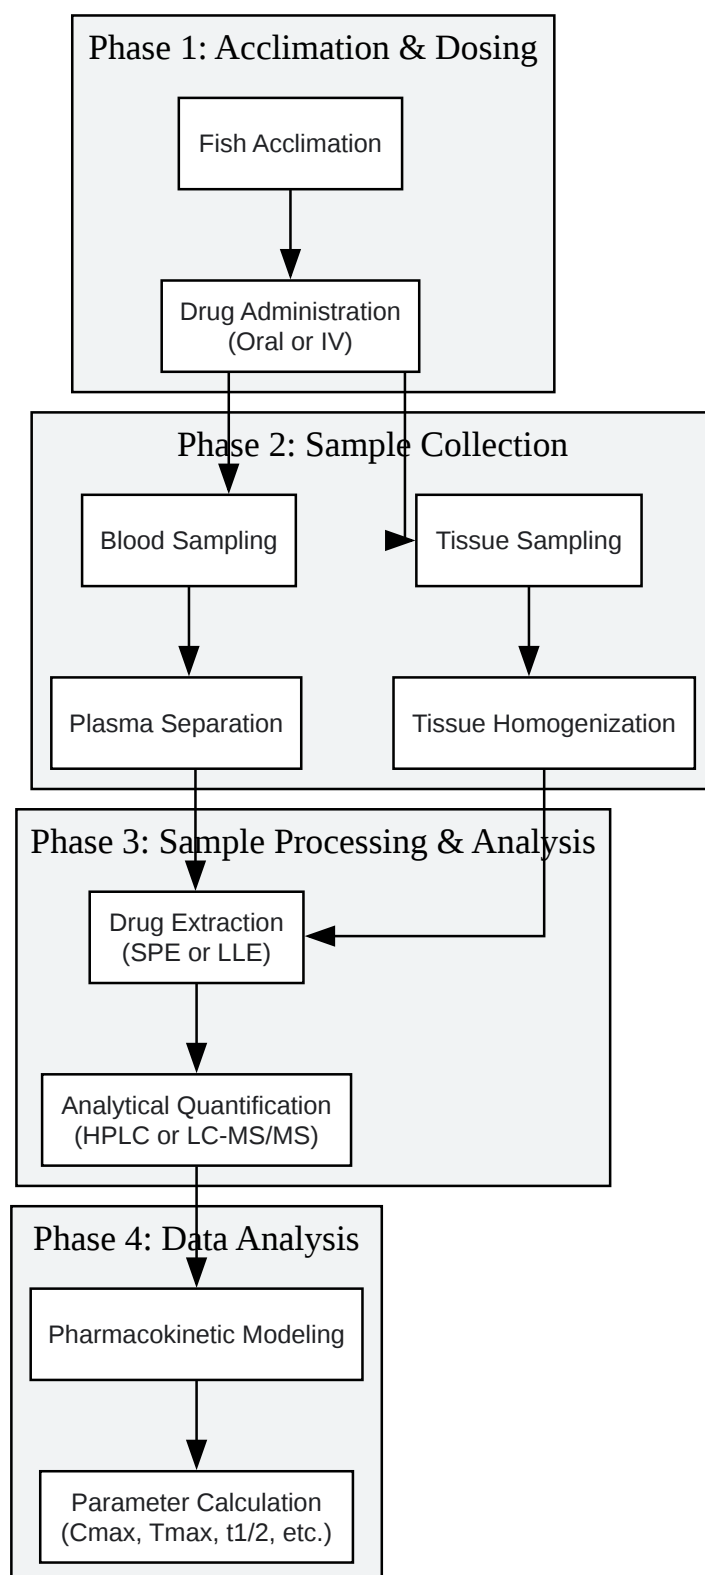 Phase 1: Acclimation & Dosing
Fish Acclimation
Drug Administration
(Oral or IV)
Phase 2: Sample Collection
Blood Sampling
Tissue Sampling
Plasma Separation
Tissue Homogenization
Phase 3: Sample Processing & Analysis
Drug Extraction
(SPE or LLE)
Analytical Quantification
(HPLC or LC-MS/MS)
Phase 4: Data Analysis
Pharmacokinetic Modeling
Parameter Calculation
(Cmax, Tmax, t1/2, etc.)